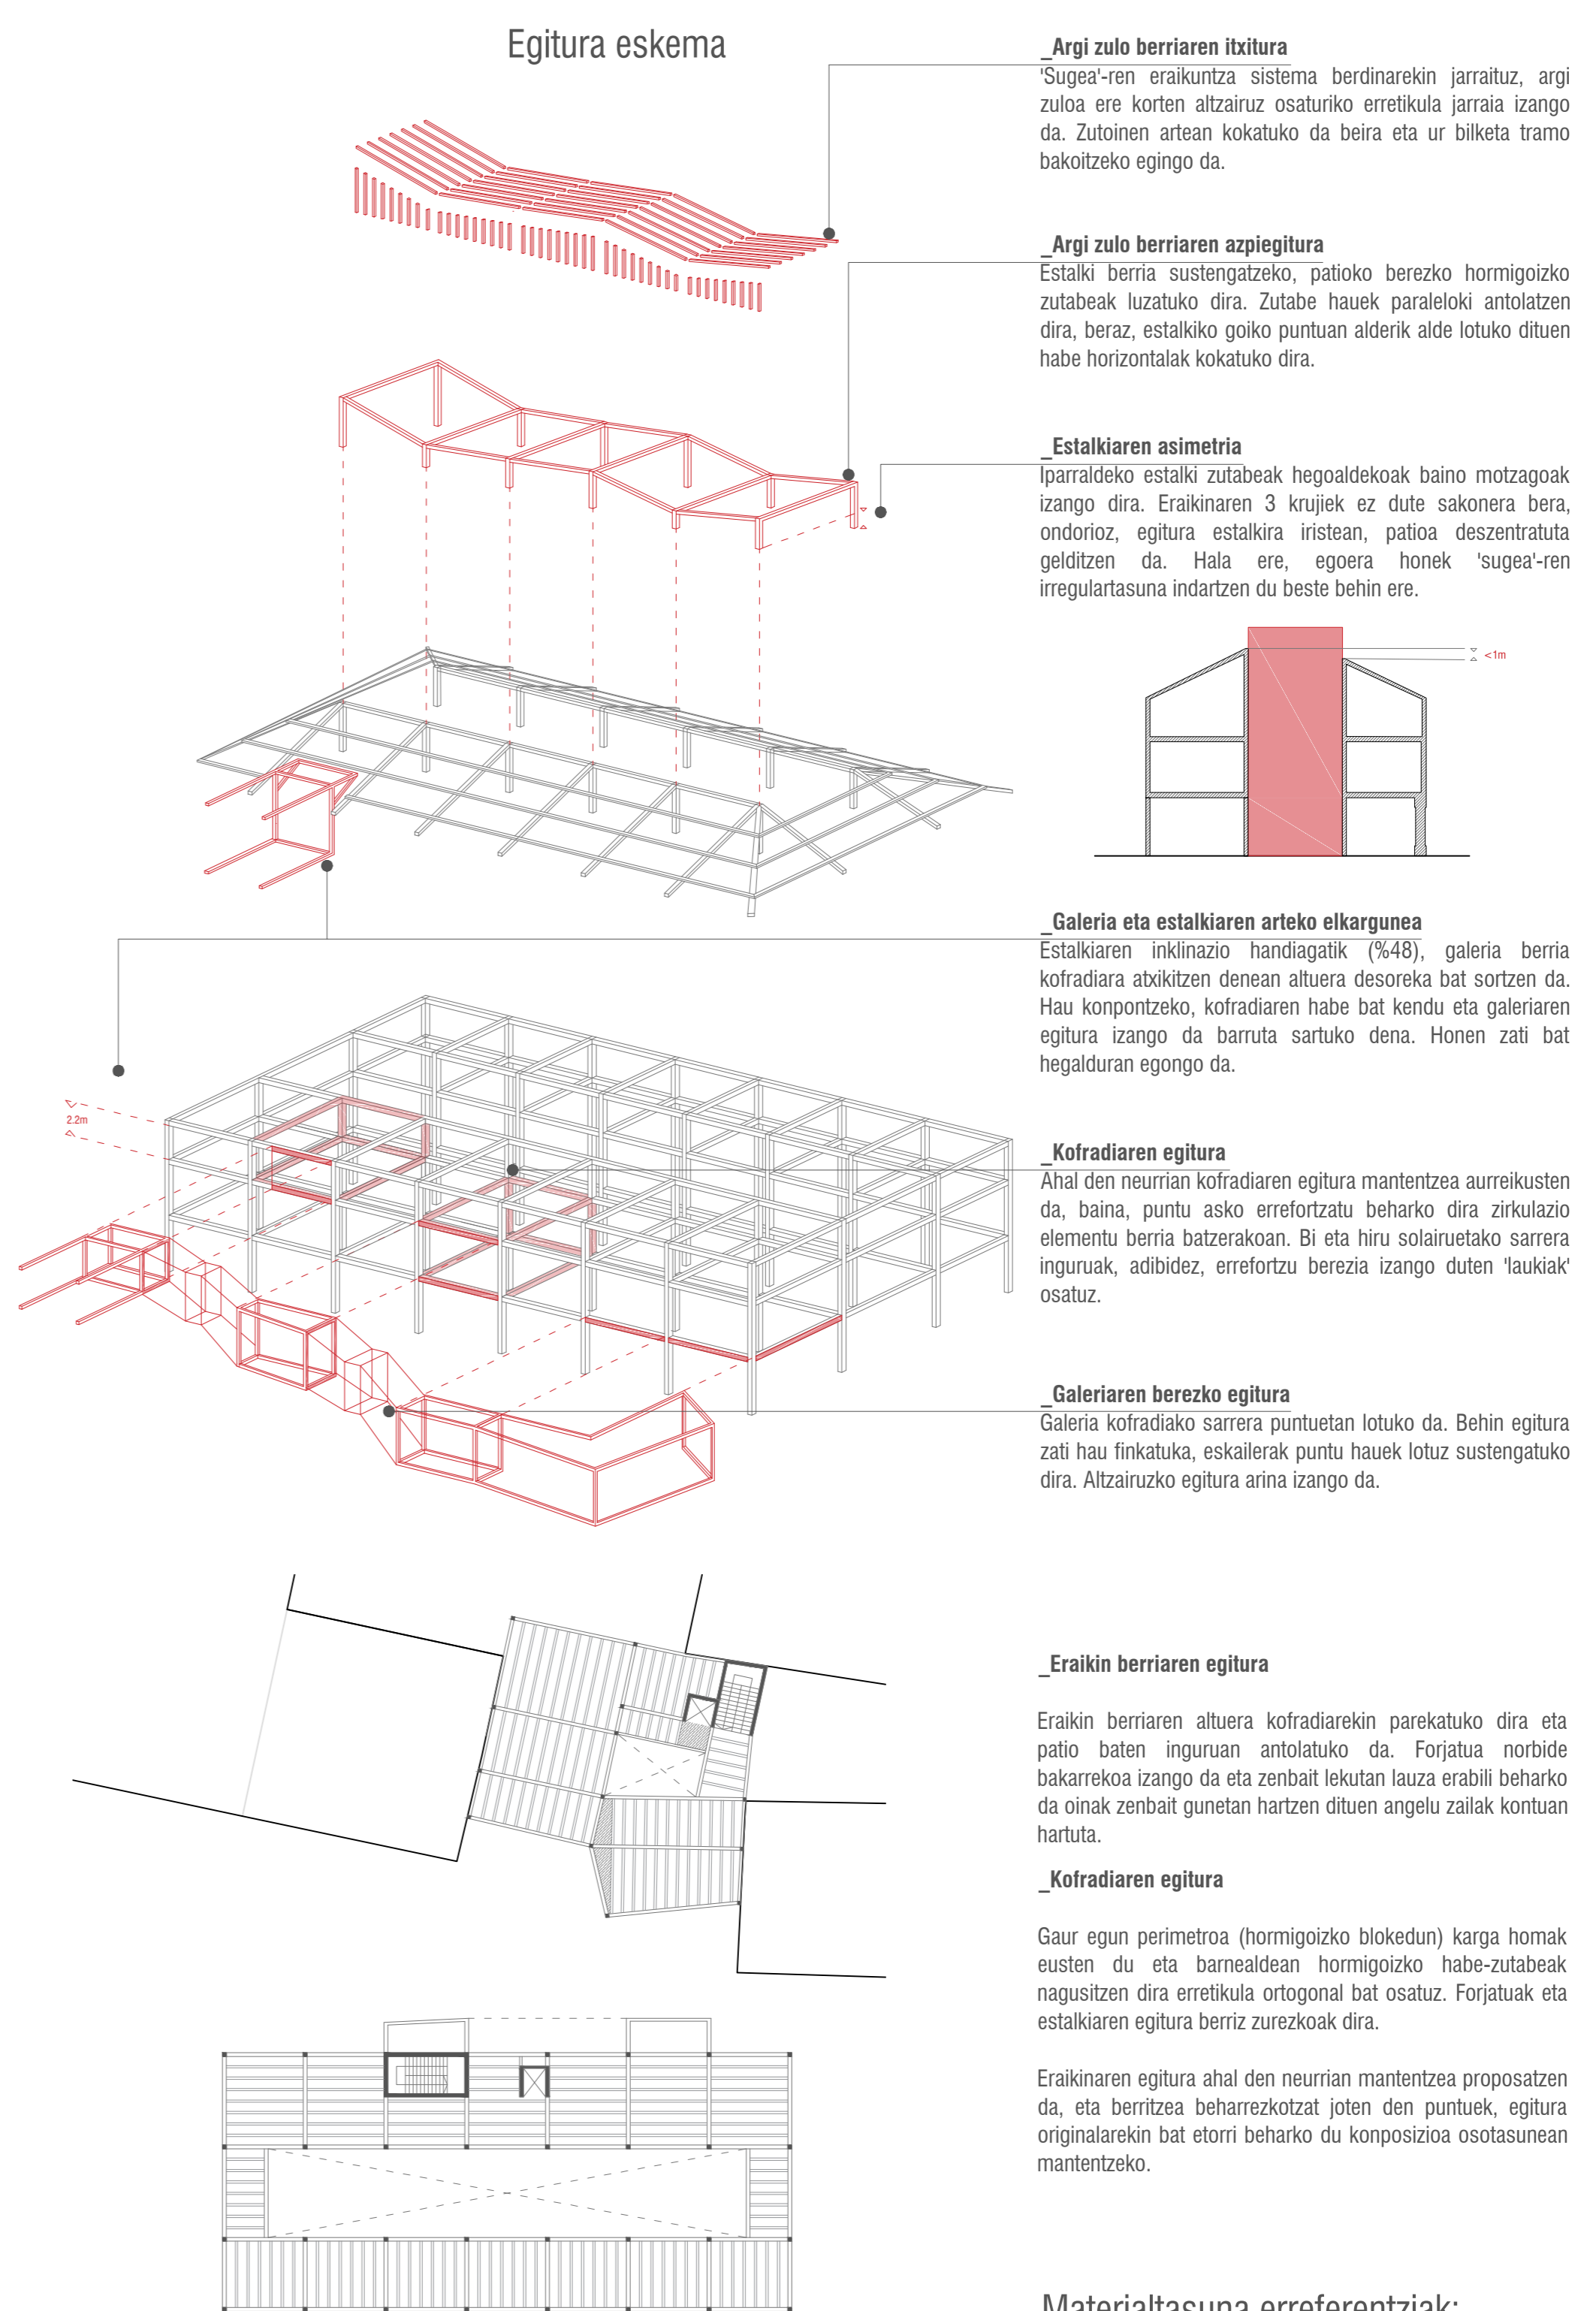 Egitura eskema
_Argi zulo berriaren itxitura
'Sugea'-ren eraikuntza sistema berdinarekin jarraituz, argi
zuloa ere korten altzairuz osaturiko erretikula jarraia izango
da. Zutoinen artean kokatuko da beira eta ur bilketa tramo
bakoitzeko egingo da.
_Argi zulo berriaren azpiegitura
Estalki berria sustengatzeko, patioko berezko hormigoizko
zutabeak luzatuko dira. Zutabe hauek paraleloki antolatzen
dira, beraz, estalkiko goiko puntuan alderik alde lotuko dituen
habe horizontalak kokatuko dira.
_Estalkiaren asimetria
Iparraldeko estalki zutabeak hegoaldekoak baino motzagoak
izango dira. Eraikinaren 3 krujiek ez dute sakonera bera,
ondorioz, egitura estalkira iristean, patioa deszentratuta
gelditzen da. Hala ere, egoera honek 'sugea'-ren
irregulartasuna indartzen du beste behin ere.
<1m
_Galeria eta estalkiaren arteko elkargunea
Estalkiaren inklinazio handiagatik (%48), galeria berria
kofradiara atxikitzen denean altuera desoreka bat sortzen da.
Hau konpontzeko, kofradiaren habe bat kendu eta galeriaren
egitura izango da barruta sartuko dena. Honen zati bat
hegalduran egongo da.
2.2m
_Kofradiaren egitura
Ahal den neurrian kofradiaren egitura mantentzea aurreikusten
da, baina, puntu asko errefortzatu beharko dira zirkulazio
elementu berria batzerakoan. Bi eta hiru solairuetako sarrera
inguruak, adibidez, errefortzu berezia izango duten 'laukiak'
osatuz.
_Galeriaren berezko egitura
Galeria kofradiako sarrera puntuetan lotuko da. Behin egitura
zati hau finkatuka, eskailerak puntu hauek lotuz sustengatuko
dira. Altzairuzko egitura arina izango da.
_Eraikin berriaren egitura
Eraikin berriaren altuera kofradiarekin parekatuko dira eta
patio baten inguruan antolatuko da. Forjatua norbide
bakarrekoa izango da eta zenbait lekutan lauza erabili beharko
da oinak zenbait gunetan hartzen dituen angelu zailak kontuan
hartuta.
_Kofradiaren egitura
Gaur egun perimetroa (hormigoizko blokedun) karga homak
eusten du eta barnealdean hormigoizko habe-zutabeak
nagusitzen dira erretikula ortogonal bat osatuz. Forjatuak eta
estalkiaren egitura berriz zurezkoak dira.
Eraikinaren egitura ahal den neurrian mantentzea proposatzen
da, eta berritzea beharrezkotzat joten den puntuek, egitura
originalarekin bat etorri beharko du konposizioa osotasunean
mantentzeko.
Materialtasuna erreferentziak: